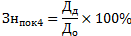 Зн_пок4 = Д_д / Д_о × 100%